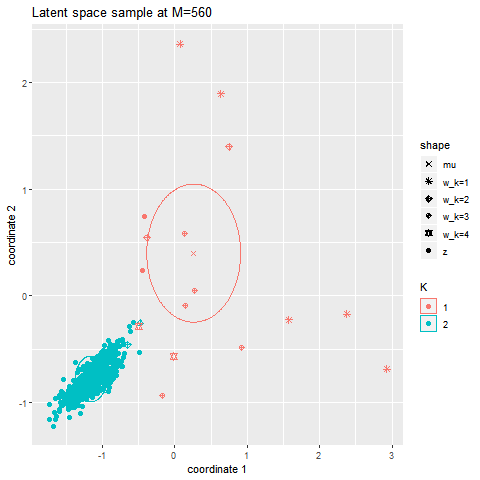 Latent space sample at M=560
coordinate 2
2
1
0
-1
-1
0
1
2
3
coordinate 1
shape
mu
w_k=1
w_k=2
w_k=3
w_k=4
z
K
1
2